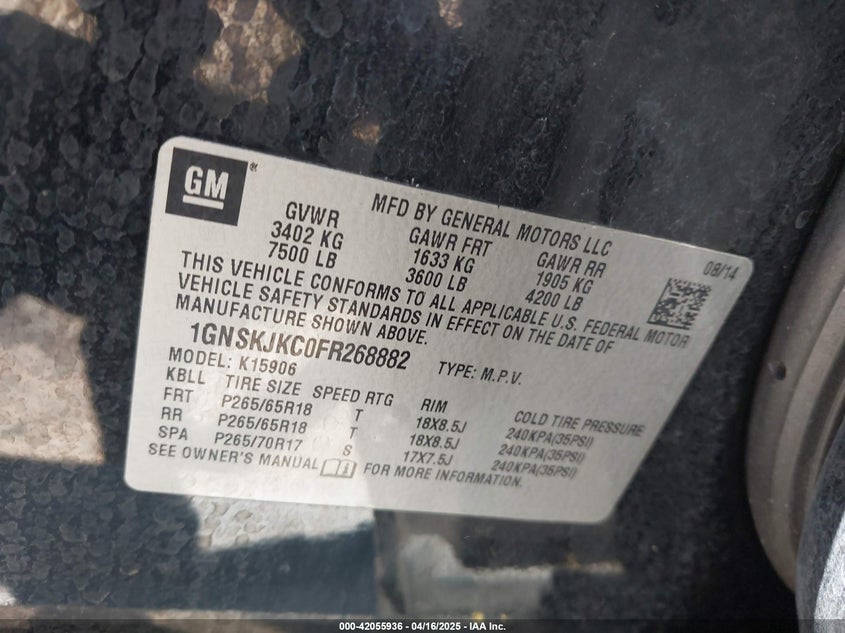 GM ®
MFD BY GENERAL MOTORS LLC
GVWR GAWR FRT GAWR RR 08/14
3402 KG 1633 KG 1905 KG
7500 LB 3600 LB 4200 LB
THIS VEHICLE CONFORMS TO ALL APPLICABLE U.S. FEDERAL MOTOR
VEHICLE SAFETY STANDARDS IN EFFECT ON THE DATE OF
MANUFACTURE SHOWN ABOVE.
1GNSKJKC0FR268882 TYPE: M.P.V.
MODEL: K15906
KBLL TIRE SIZE SPEED RTG RIM COLD TIRE PRESSURE
FRT P265/65R18 T 18X8.5J 240KPA(35PSI)
RR P265/65R18 T 18X8.5J 240KPA(35PSI)
SPA P265/70R17 S 17X7.5J 240KPA(35PSI)
SEE OWNER'S MANUAL FOR MORE INFORMATION.
000-42055936 - 04/16/2025 - IAA Inc.